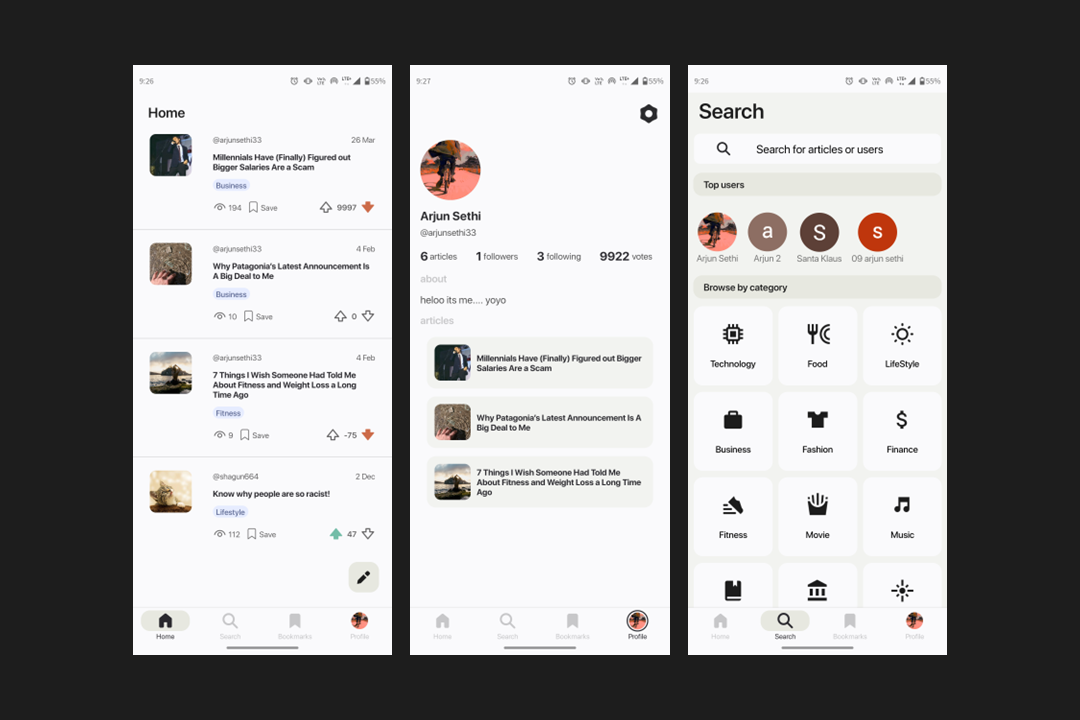 9:26
LTE+
55%
Home
@arjunsethi33
26 Mar
Millennials Have (Finally) Figured out
Bigger Salaries Are a Scam
Business
194
Save
9997
@arjunsethi33
4 Feb
Why Patagonia's Latest Announcement Is
A Big Deal to Me
Business
10
Save
0
@arjunsethi33
4 Feb
7 Things I Wish Someone Had Told Me
About Fitness and Weight Loss a Long
Time Ago
Fitness
9
Save
-75
@shagun664
2 Dec
Know why people are so racist!
Lifestyle
112
Save
47
Home
Search
Bookmarks
Profile
9:27
LTE+
55%
Arjun Sethi
@arjunsethi33
6 articles
1 followers
3 following
9922 votes
about
heloo its me.... yoyo
articles
Millennials Have (Finally) Figured out Bigger
Salaries Are a Scam
Why Patagonia's Latest Announcement Is A
Big Deal to Me
7 Things I Wish Someone Had Told Me
About Fitness and Weight Loss a Long Time
Ago
Home
Search
Bookmarks
Profile
9:26
LTE+
55%
Search
Search for articles or users
Top users
a
S
s
Arjun Sethi
Arjun 2
Santa Klaus
09 arjun sethi
Browse by category
Technology
Food
LifeStyle
Business
Fashion
Finance
Fitness
Movie
Music
Home
Search
Bookmarks
Profile